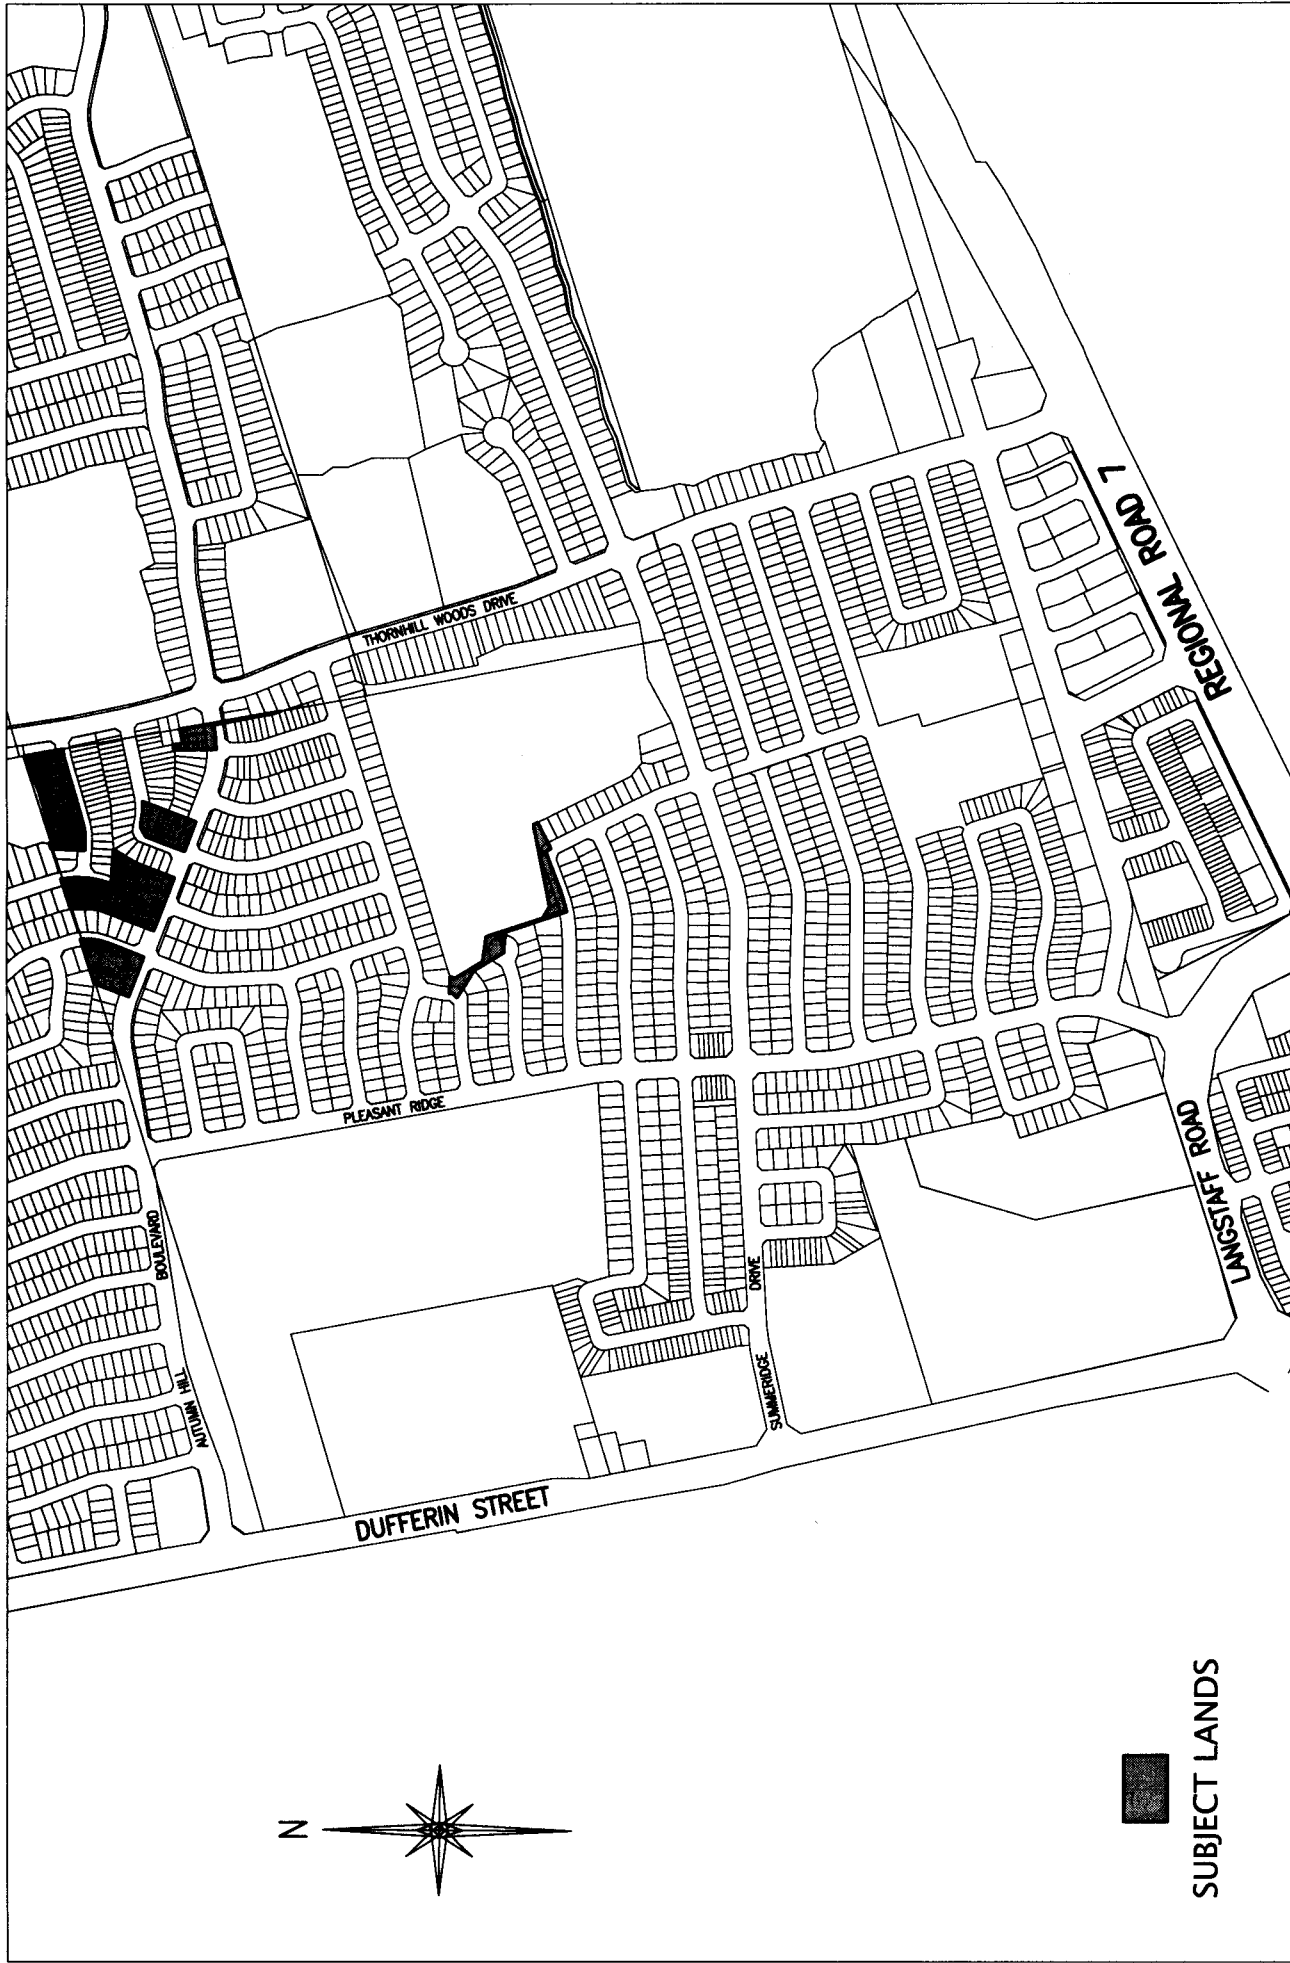 THORNHILL WOODS DRIVE
REGIONAL ROAD 7
PLEASANT RIDGE
BOULEVARD
AUTUMN HILL
DRIVE
SUMMERIDGE
LANGSTAFF ROAD
DUFFERIN STREET
N
SUBJECT LANDS